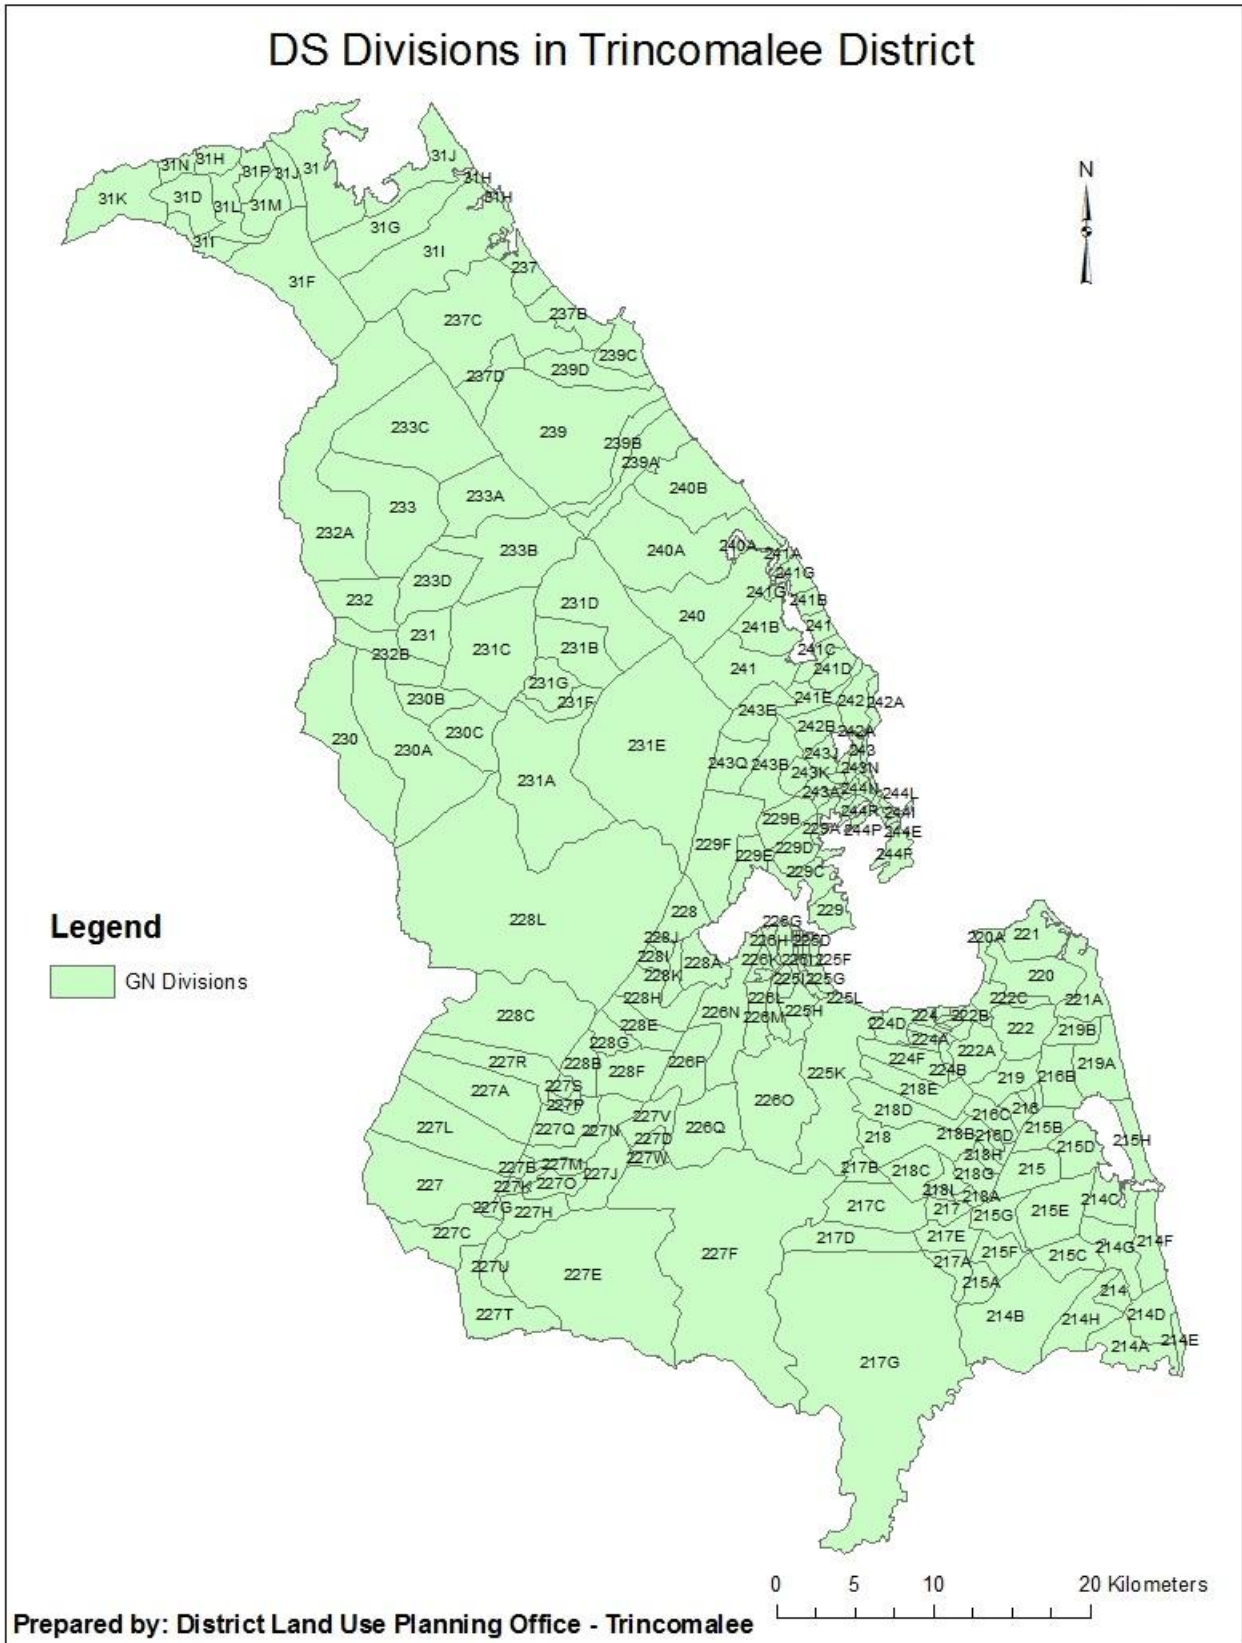 DS Divisions in Trincomalee District
N
31J
31N
31H
31P
31J
31
31H
31K
31D
31L
31M
31H
31G
31I
31I
237
31F
237B
237C
239C
239D
237D
233C
239
239B
239A
240B
233A
233
232A
240A
240A
241A
233B
241G
233D
241G
232
231D
241B
240
241B
241
231
231B
231C
241C
232B
241
241D
231G
230B
231F
241E
242
242A
243E
230C
242B
242A
230
231E
230A
243J
243
243Q
243B
243N
243K
231A
243A
244N
244L
244R
244I
229B
229A
244P
244E
229F
229D
229E
244F
229C
228
229
228L
226G
Legend
228J
226H
225D
220A
221
228I
228A
226K
225F
GN Divisions
228K
225G
220
228H
226L
225L
222C
221A
228C
226N
226M
225H
224
222B
228E
224D
222
219B
228G
224A
222A
227R
228B
228F
226P
224F
219A
224B
225K
219
216B
227S
227A
218E
227P
226O
218D
216C
216
227L
227V
227Q
227N
226Q
215B
227D
218
218B
216D
215H
215D
227W
218H
227B
227M
217B
218C
218G
215
227J
227
227K
227O
218I
218A
214C
227G
227H
217C
217
215G
215E
227C
217D
217E
214F
227F
215F
214G
215C
227U
227E
217A
215A
214
227T
214B
214H
214D
214A
214E
217G
0 5 10 20 Kilometers
Prepared by: District Land Use Planning Office - Trincomalee